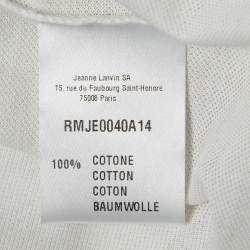 Jeanne Lanvin SA
15, rue du Faubourg Saint-Honoré
75008 Paris
RMJE0040A14
100% COTONE
COTTON
COTON
BAUMWOLLE